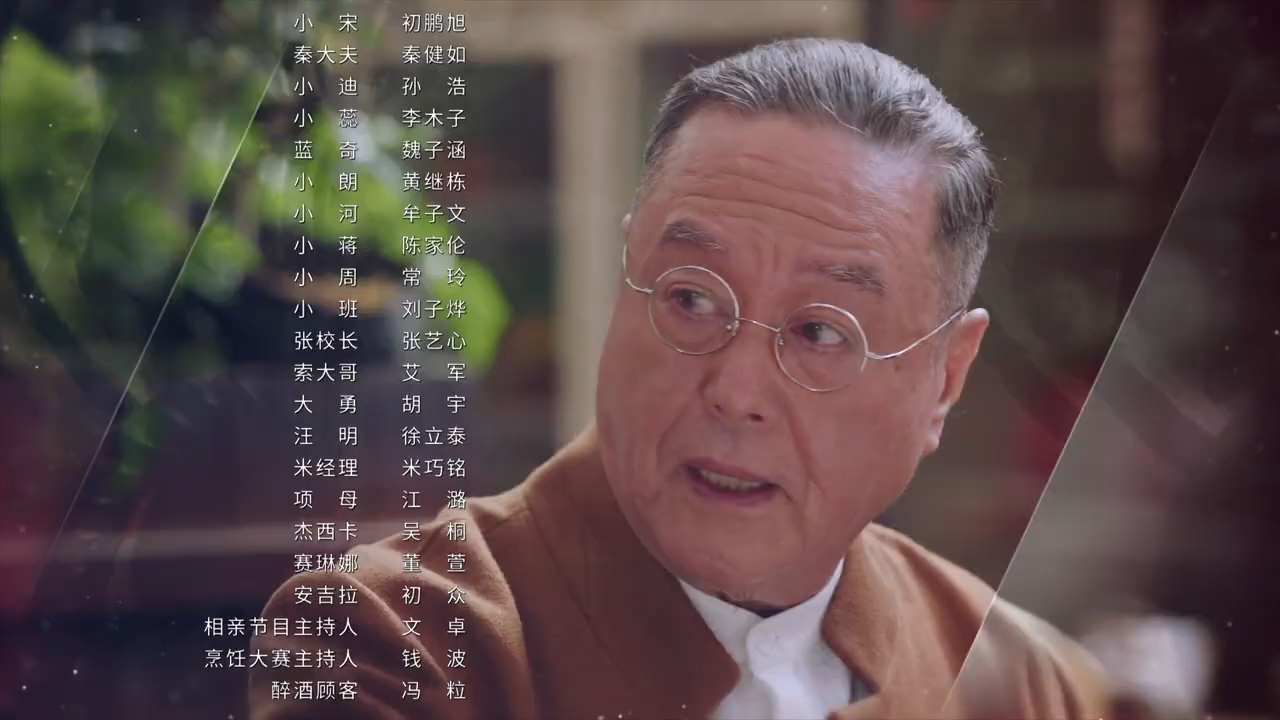 小宋 初鹏旭
秦大夫 秦健如
小迪 孙浩
小蕊 李木子
蓝奇 魏子涵
小朗 黄继栋
小河 牟子文
小蒋 陈家伦
小周 常玲
小班 刘子烨
张校长 张艺心
索大哥 艾军
大勇 胡宇
汪明 徐立泰
米经理 米巧铭
项母 江潞
杰西卡 吴桐
赛琳娜 董萱
安吉拉 初众
相亲节目主持人 文卓
烹饪大赛主持人 钱波
醉酒顾客 冯粒